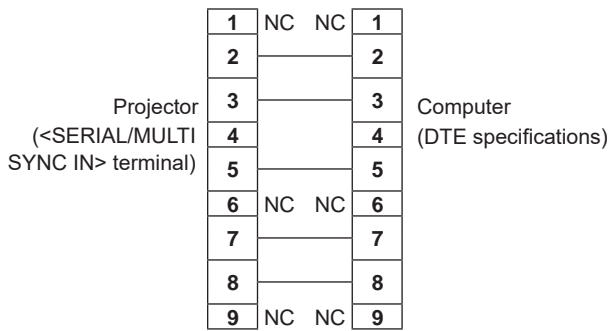 1 NC NC 1
2 2
Projector 3 3 Computer
(<SERIAL/MULTI 4 4 (DTE specifications)
SYNC IN> terminal) 5 5
6 NC NC 6
7 7
8 8
9 NC NC 9